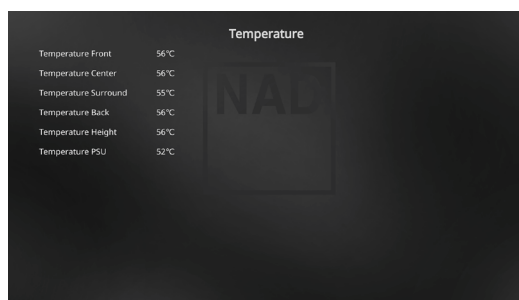 Temperature
Temperature Front 56°C
Temperature Center 56°C
Temperature Surround 55°C
Temperature Back 56°C
Temperature Height 56°C
Temperature PSU 52°C
NAD